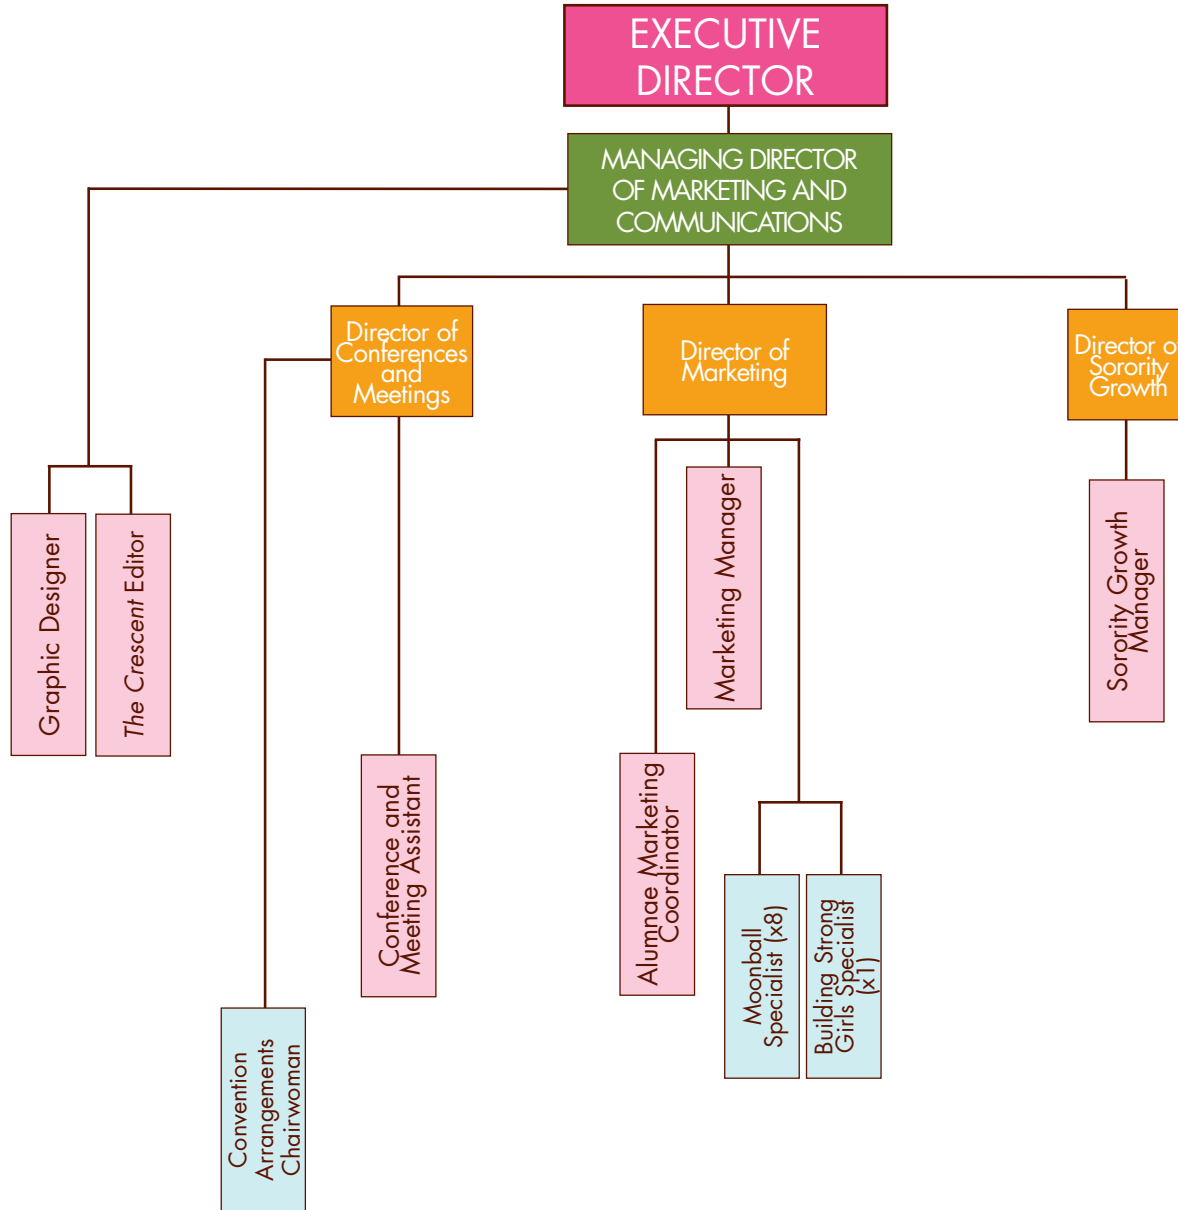 EXECUTIVE
DIRECTOR
MANAGING DIRECTOR
OF MARKETING AND
COMMUNICATIONS
Director of
Conferences
and
Meetings
Director of
Marketing
Director of
Sorority
Growth
Graphic Designer
The Crescent Editor
Marketing Manager
Sorority Growth
Manager
Conference and
Meeting Assistant
Alumnae Marketing
Coordinator
Moonball
Specialist (x8)
Building Strong
Girls Specialist
(x1)
Convention
Arrangements
Chairwoman